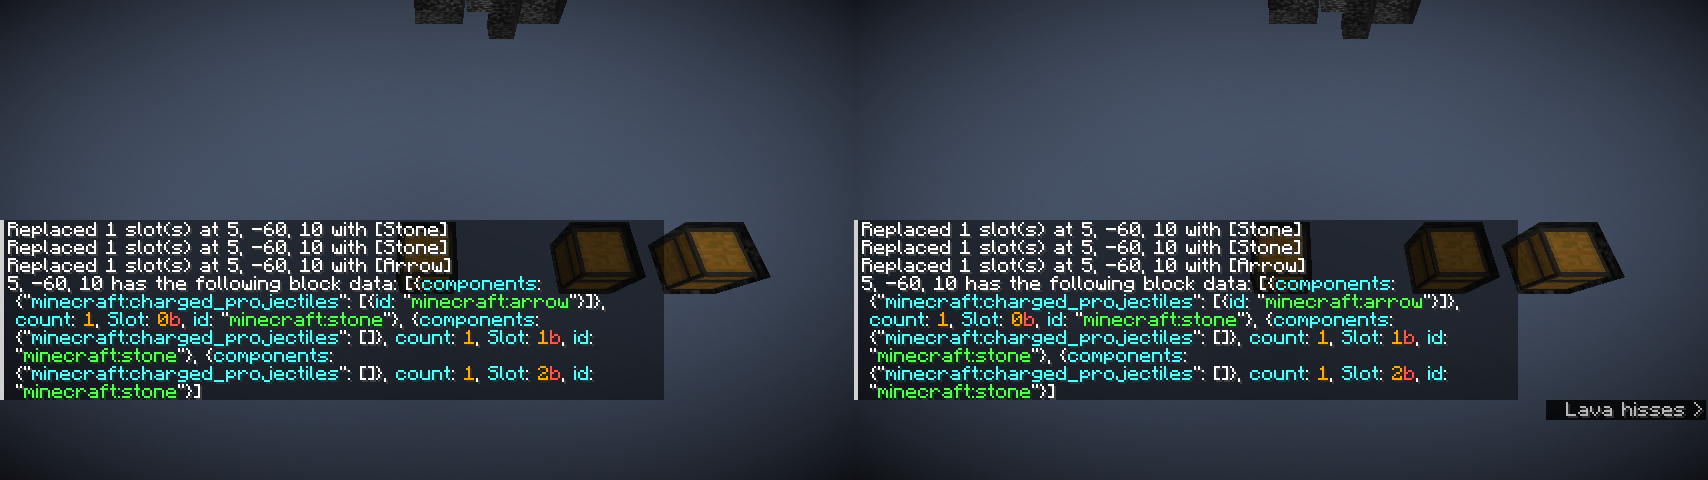 Replaced 1 slot(s) at 5, -60, 10 with [Stone]
Replaced 1 slot(s) at 5, -60, 10 with [Stone]
Replaced 1 slot(s) at 5, -60, 10 with [Arrow]
5, -60, 10 has the following block data: [{components:
{"minecraft:charged_projectiles": [{id: "minecraft:arrow"}]},
count: 1, Slot: 0b, id: "minecraft:stone"}, {components:
{"minecraft:charged_projectiles": []}, count: 1, Slot: 1b, id:
"minecraft:stone"}, {components:
{"minecraft:charged_projectiles": []}, count: 1, Slot: 2b, id:
"minecraft:stone"}]
Replaced 1 slot(s) at 5, -60, 10 with [Stone]
Replaced 1 slot(s) at 5, -60, 10 with [Stone]
Replaced 1 slot(s) at 5, -60, 10 with [Arrow]
5, -60, 10 has the following block data: [{components:
{"minecraft:charged_projectiles": [{id: "minecraft:arrow"}]},
count: 1, Slot: 0b, id: "minecraft:stone"}, {components:
{"minecraft:charged_projectiles": []}, count: 1, Slot: 1b, id:
"minecraft:stone"}, {components:
{"minecraft:charged_projectiles": []}, count: 1, Slot: 2b, id:
"minecraft:stone"}]
Lava hisses >